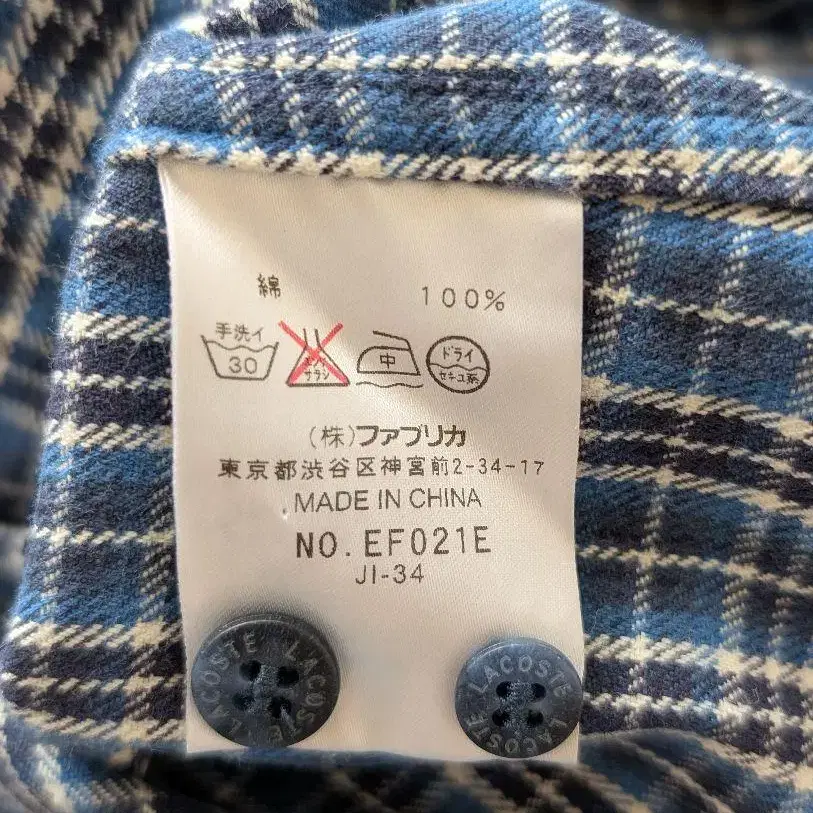 綿 100%
手洗イ
30
エンソ
サラシ
中
ドライ
セキユ系
(株)ファブリカ
東京都渋谷区神宮前2-34-17
MADE IN CHINA
NO. EF021E
JI-34
LACOSTE LACOSTE
LACOSTE LACOSTE